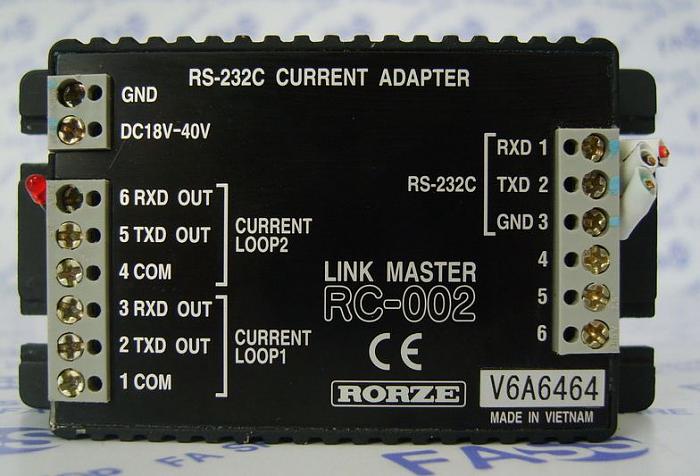 RS-232C CURRENT ADAPTER
GND
DC18V-40V
6 RXD OUT
5 TXD OUT
4 COM
CURRENT
LOOP2
3 RXD OUT
2 TXD OUT
1 COM
CURRENT
LOOP1
RS-232C
RXD 1
TXD 2
GND 3
4
5
6
LINK MASTER
RC-002
CE
RORZE
V6A6464
MADE IN VIETNAM